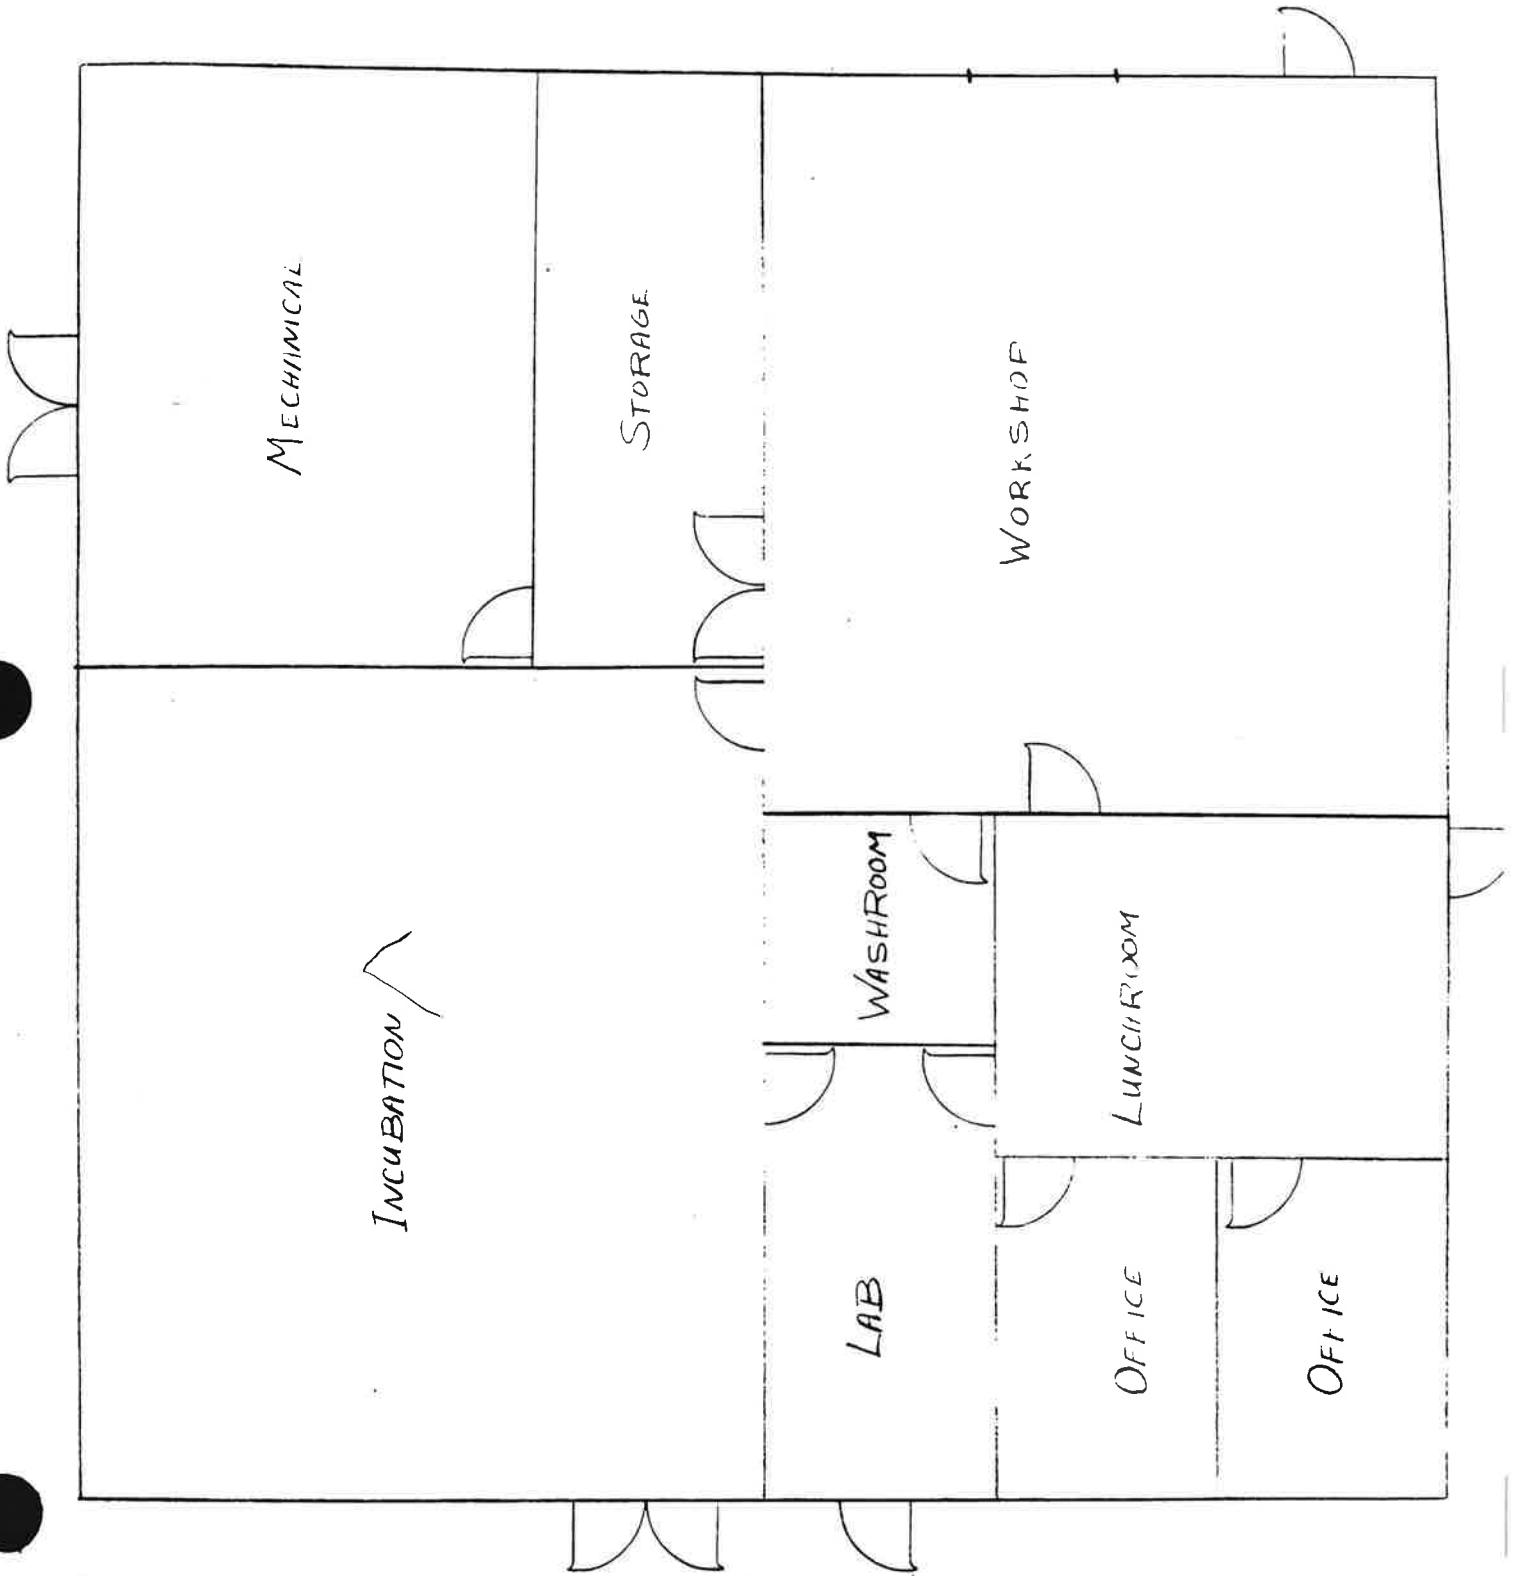 MECHANICAL
STORAGE
WORKSHOP
INCUBATION
WASHROOM
LUNCHROOM
LAB
OFFICE
OFFICE